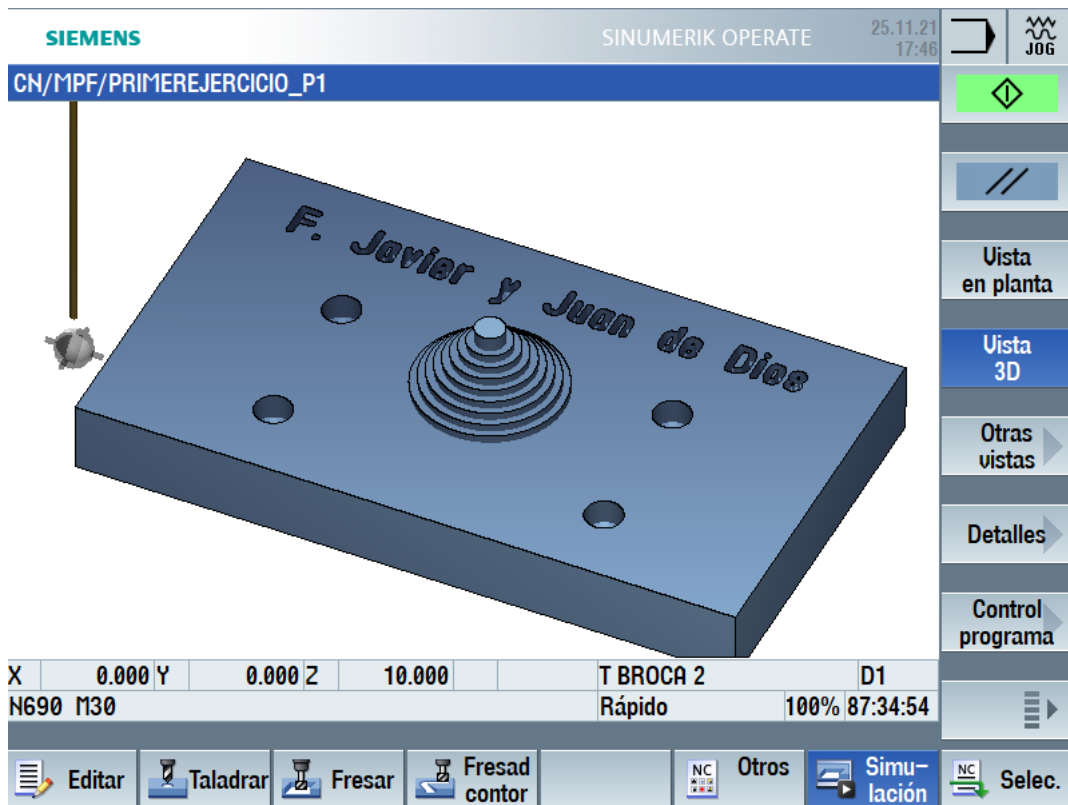 SIEMENS
SINUMERIK OPERATE
25.11.21
17:46
JOG
CN/MPF/PRIMEREJERCICIO_P1
F. Javier y Juan de Dios
Vista
en planta
Vista
3D
Otras
vistas
Detalles
Control
programa
X 0.000 Y 0.000 Z 10.000 T BROCA 2 D1
N690 M30 Rápido 100% 87:34:54
Editar
Taladrar
Fresar
Fresad
contor
NC
Otros
Simu-
lación
NC
Selec.